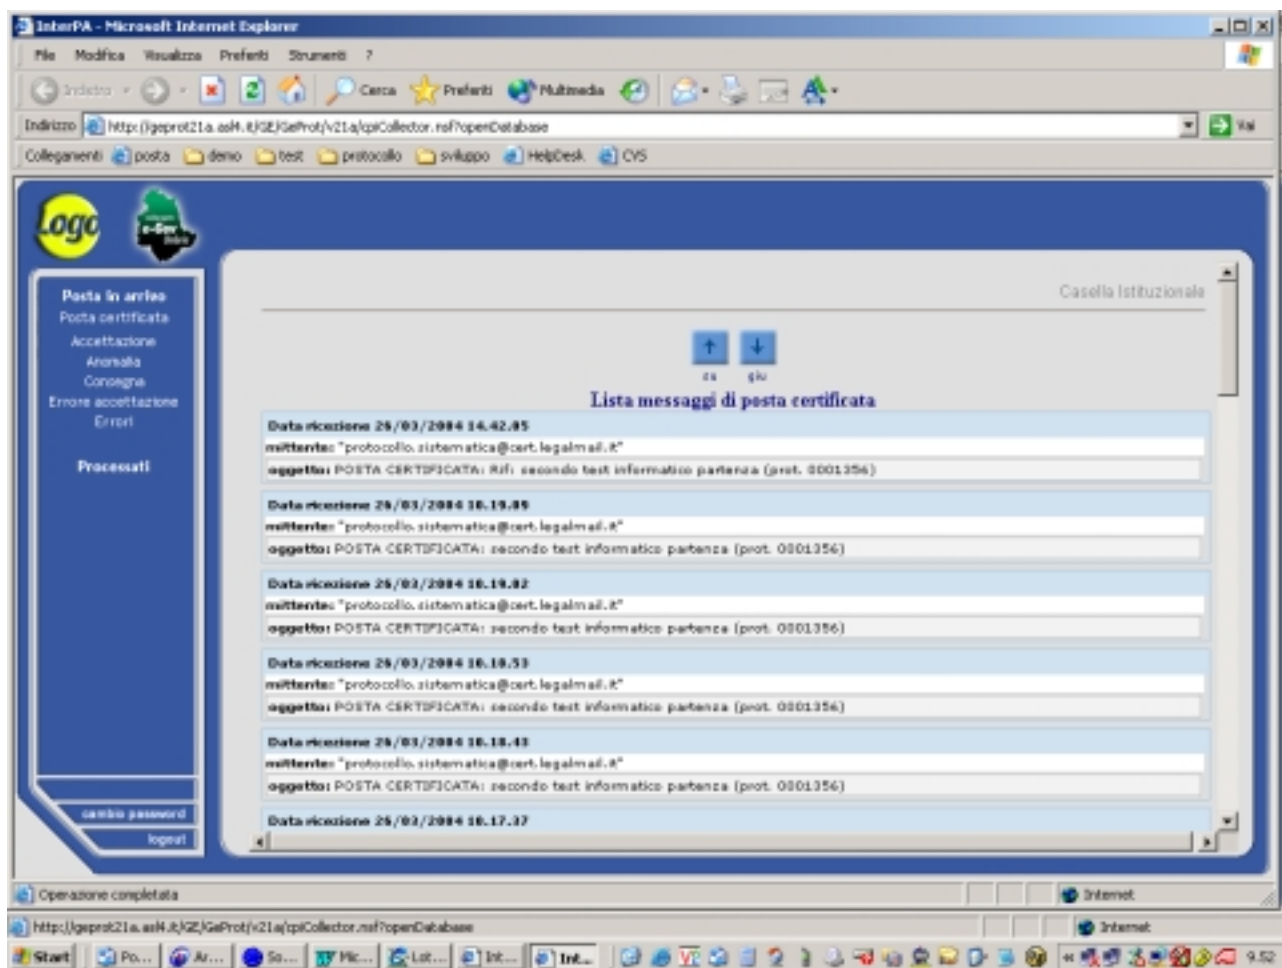 InterPA - Microsoft Internet Explorer
File Modifica Visualizza Preferiti Strumenti ?
Indietro Cerca Preferiti Multimedia
Indirizzo http://geprot21a.asl4.it/GE/GeProt/v21a/cpiCollector.nsf?openDatabase Vai
Collegamenti posta demo test protocollo sviluppo HelpDesk CVS
Logo e-Gov
Casella Istituzionale
Posta in arrivo
Posta certificata
Accettazione
Anomalia
Consegna
Errore accettazione
Errori
Processati
cambio password
logout
su giu
Lista messaggi di posta certificata
Data ricezione 26/03/2004 14.42.05
mittente: "protocollo.sistematica@cert.legalmail.it"
oggetto: POSTA CERTIFICATA: Rif: secondo test informatico partenza (prot. 0001356)
Data ricezione 26/03/2004 10.19.09
mittente: "protocollo.sistematica@cert.legalmail.it"
oggetto: POSTA CERTIFICATA: secondo test informatico partenza (prot. 0001356)
Data ricezione 26/03/2004 10.19.02
mittente: "protocollo.sistematica@cert.legalmail.it"
oggetto: POSTA CERTIFICATA: secondo test informatico partenza (prot. 0001356)
Data ricezione 26/03/2004 10.18.53
mittente: "protocollo.sistematica@cert.legalmail.it"
oggetto: POSTA CERTIFICATA: secondo test informatico partenza (prot. 0001356)
Data ricezione 26/03/2004 10.18.43
mittente: "protocollo.sistematica@cert.legalmail.it"
oggetto: POSTA CERTIFICATA: secondo test informatico partenza (prot. 0001356)
Data ricezione 26/03/2004 10.17.37
Operazione completata Internet
http://geprot21a.asl4.it/GE/GeProt/v21a/cpiCollector.nsf?openDatabase Internet
Start Po... Ar... So... Mic... Lot... Int... Int... 9.52